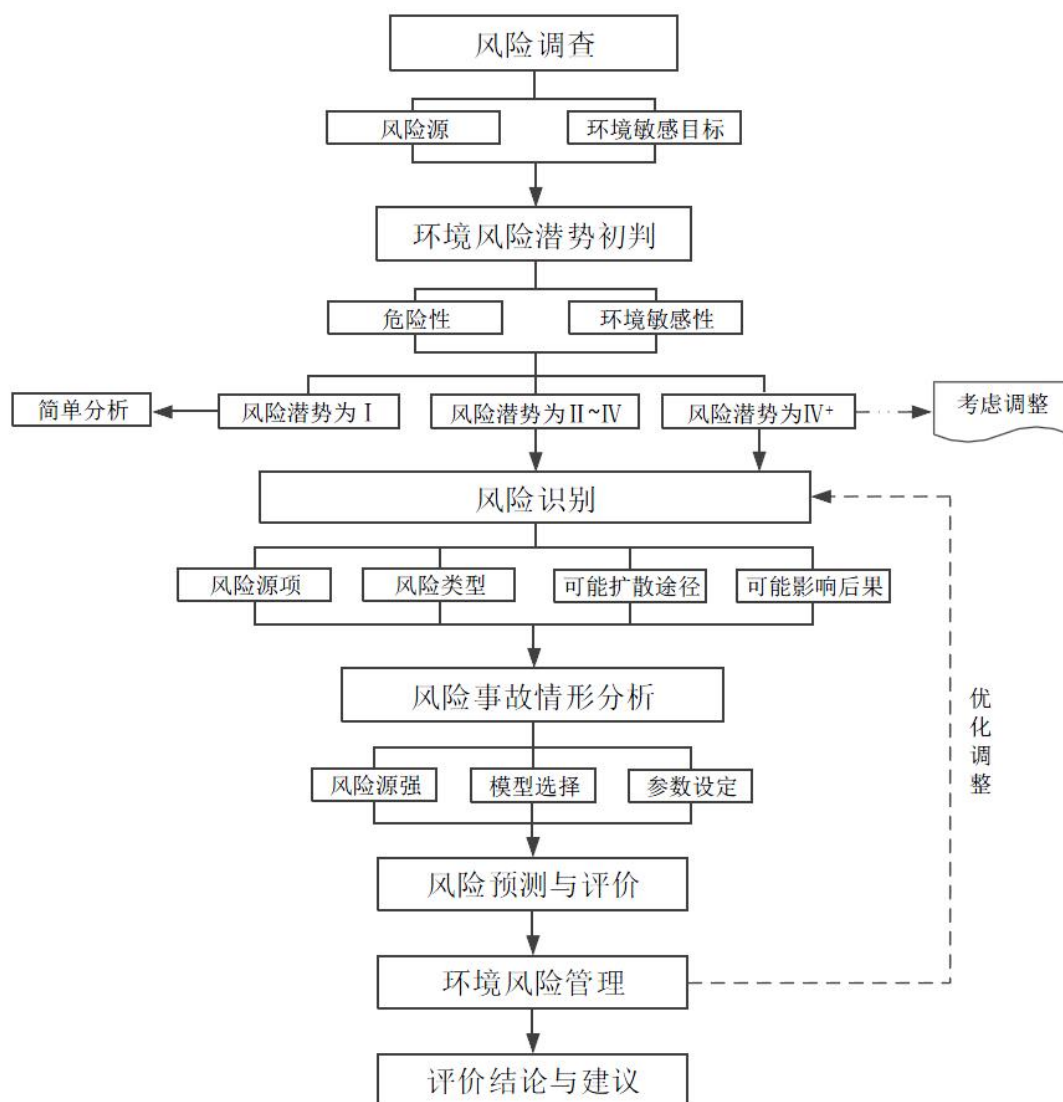 风险调查
风险源
环境敏感目标
环境风险潜势初判
危险性
环境敏感性
简单分析
风险潜势为Ⅰ
风险潜势为Ⅱ~Ⅳ
风险潜势为Ⅳ⁺
考虑调整
风险识别
风险源项
风险类型
可能扩散途径
可能影响后果
风险事故情形分析
优化调整
风险源强
模型选择
参数设定
风险预测与评价
环境风险管理
评价结论与建议